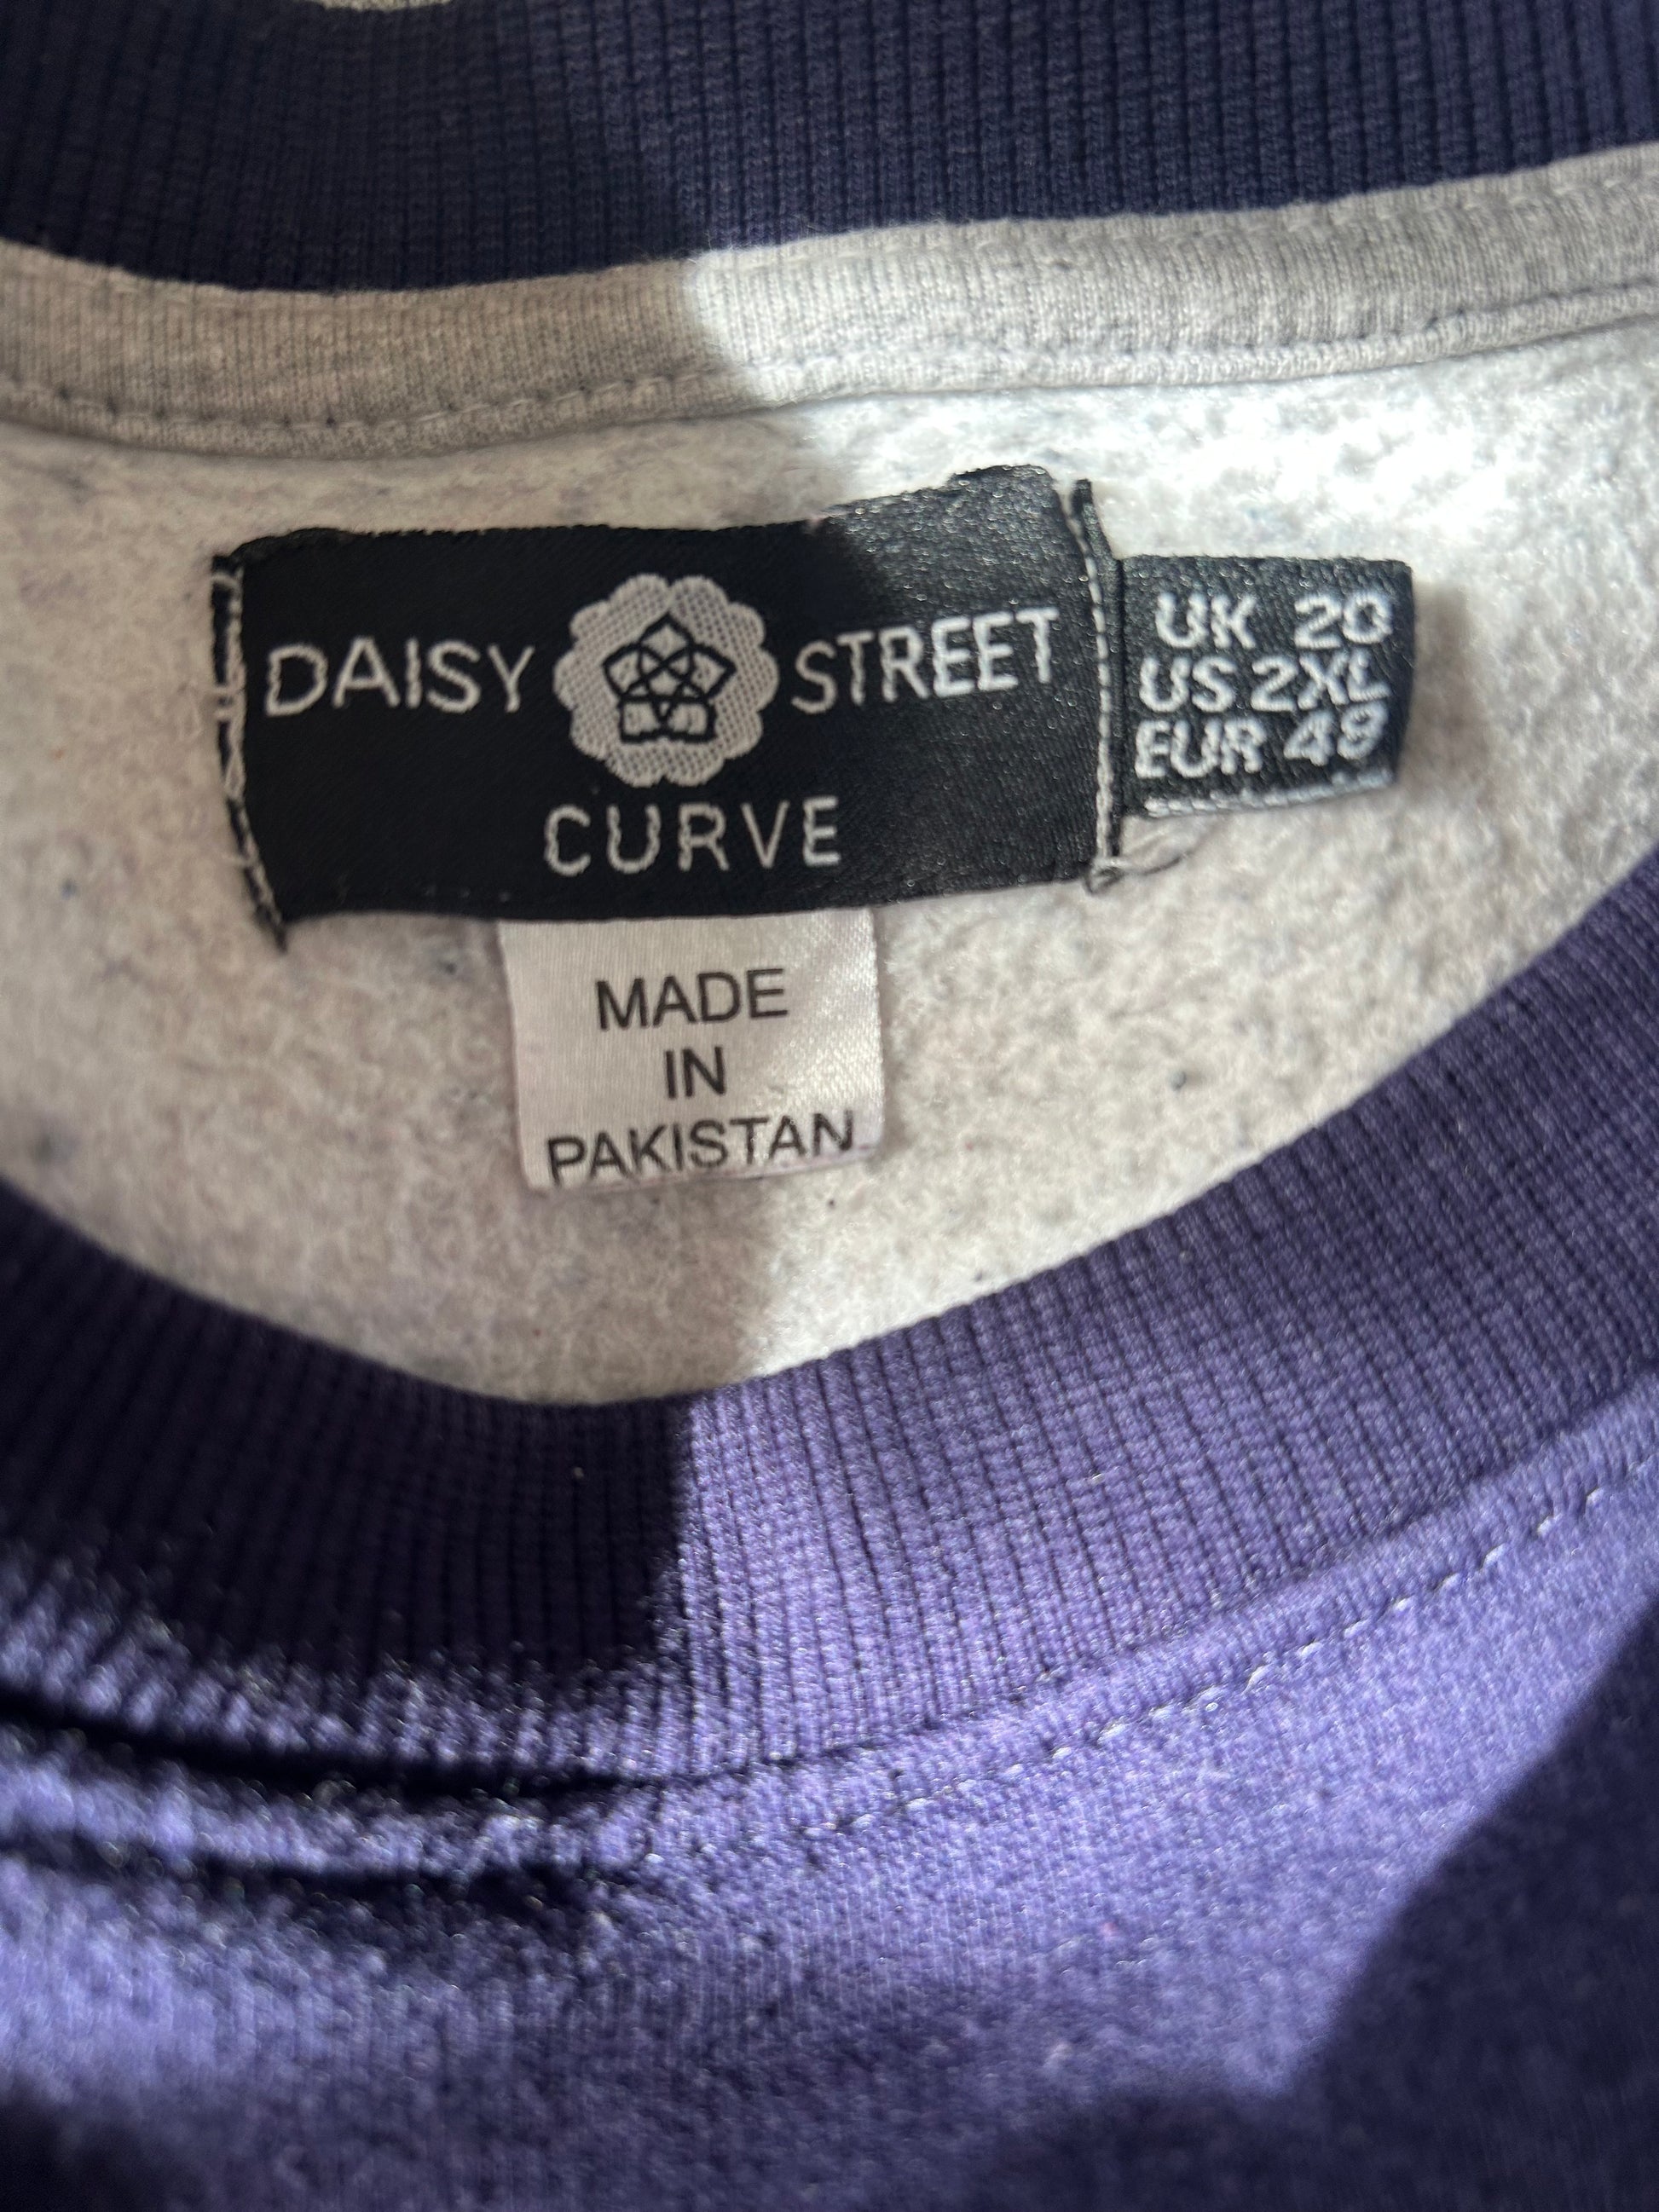 DAISY STREET
CURVE
UK 20
US 2XL
EUR 48
MADE
IN
PAKISTAN